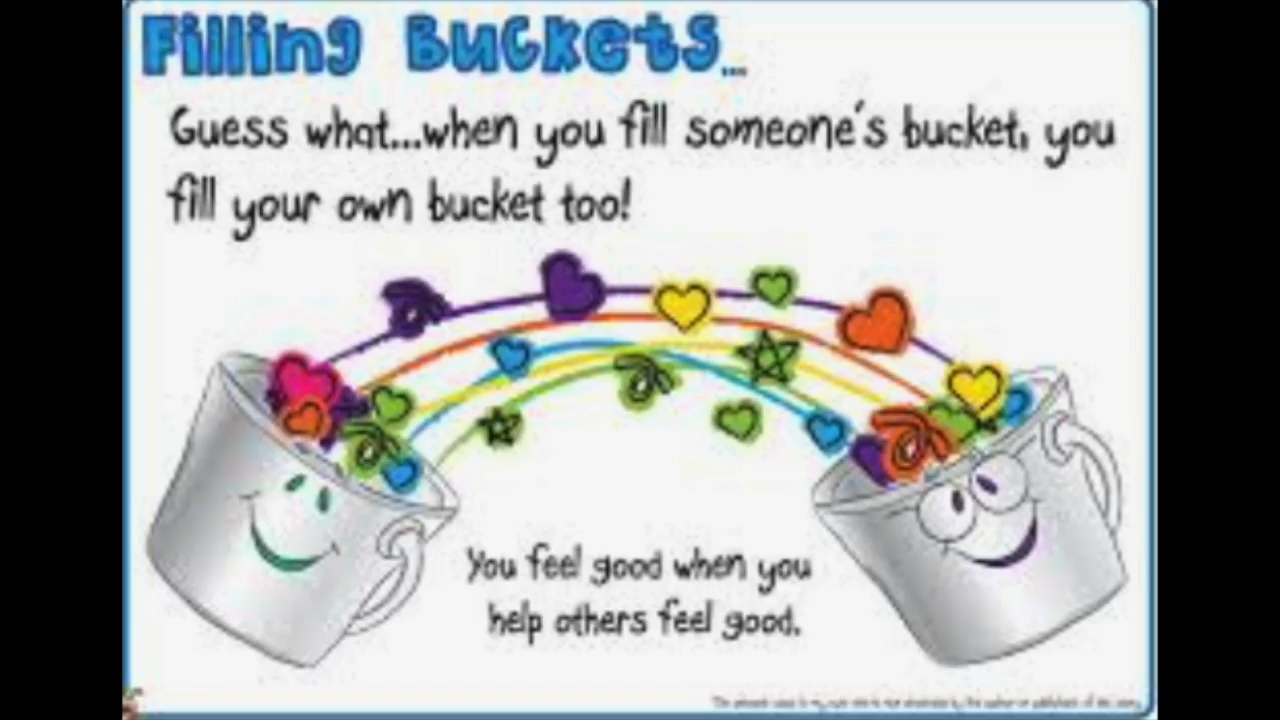 Filling Buckets...
Guess what...when you fill someone's bucket, you
fill your own bucket too!
You feel good when you
help others feel good.